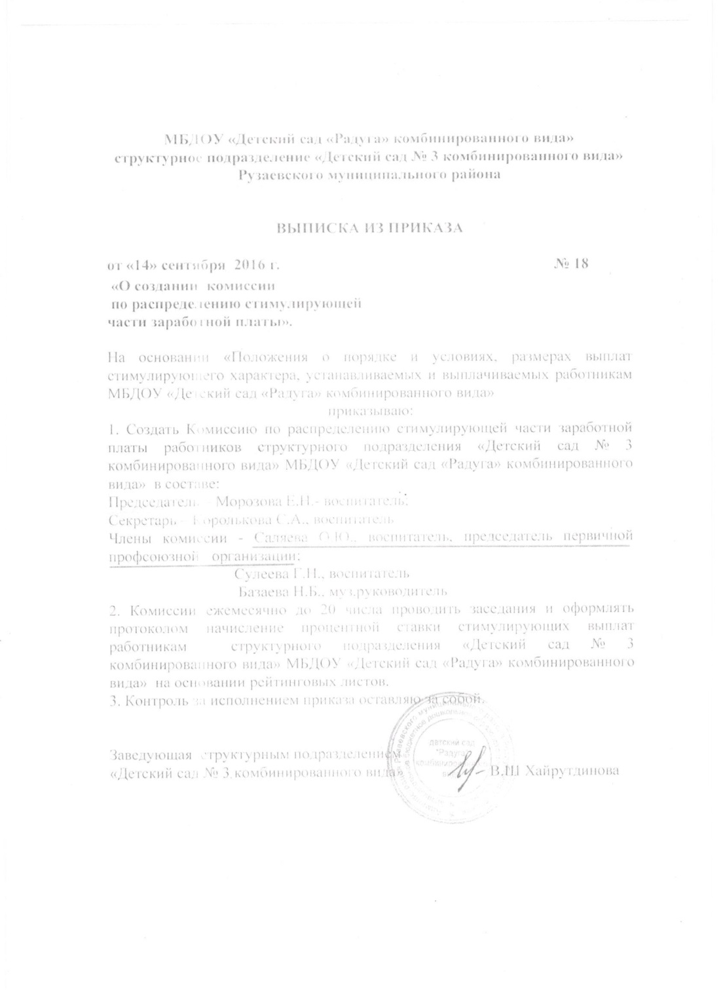 МБДОУ «Детский сад «Радуга» комбинированного вида»
структурное подразделение «Детский сад № 3 комбинированного вида»
Рузаевского муниципального района
ВЫПИСКА ИЗ ПРИКАЗА
от «14» сентября 2016 г. № 18
«О создании комиссии
по распределению стимулирующей
части заработной платы».
На основании «Положения о порядке и условиях, размерах выплат
стимулирующего характера, устанавливаемых и выплачиваемых работникам
МБДОУ «Детский сад «Радуга» комбинированного вида»
приказываю:
1. Создать Комиссию по распределению стимулирующей части заработной
платы работников структурного подразделения «Детский сад № 3
комбинированного вида» МБДОУ «Детский сад «Радуга» комбинированного
вида» в составе:
Председатель – Морозова Е.Н.- воспитатель;
Секретарь – Королькова С.А., воспитатель
Члены комиссии - Саляева О.Ю., воспитатель, председатель первичной
профсоюзной организации;
Сулеева Г.Н., воспитатель
Базаева Н.Б., муз.руководитель
2. Комиссии ежемесячно до 20 числа проводить заседания и оформлять
протоколом начисление процентной ставки стимулирующих выплат
работникам структурного подразделения «Детский сад № 3
комбинированного вида» МБДОУ «Детский сад «Радуга» комбинированного
вида» на основании рейтинговых листов.
3. Контроль за исполнением приказа оставляю за собой.
Заведующая структурным подразделением
«Детский сад № 3 комбинированного вида» В.Ш Хайрутдинова
детский сад
"Радуга"